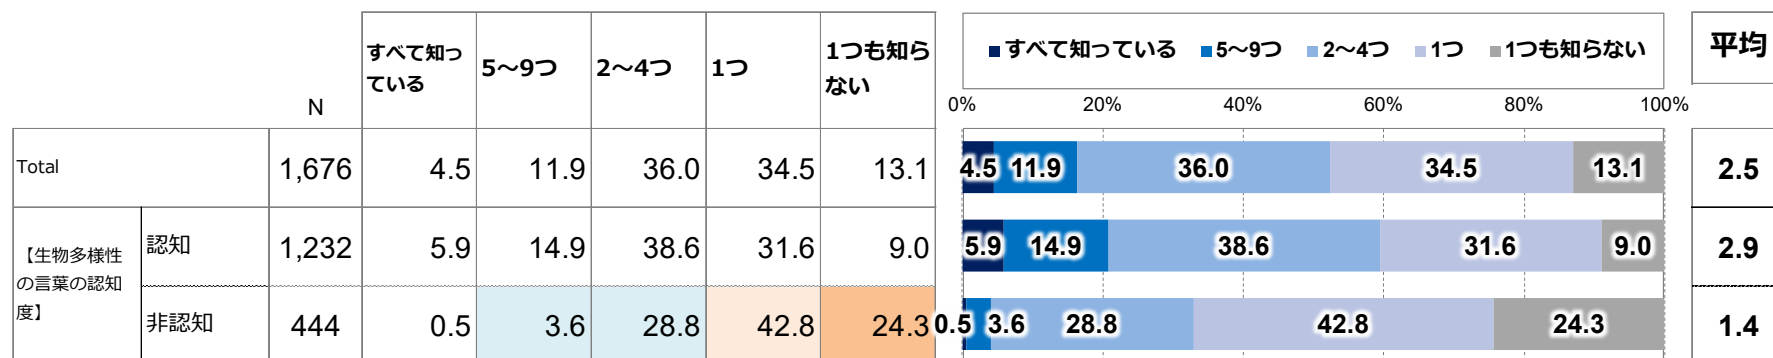 N すべて知っている 5～9つ 2～4つ 1つ 1つも知らない
■すべて知っている ■5～9つ ■2～4つ ■1つ ■1つも知らない
平均
0% 20% 40% 60% 80% 100%
Total 1,676 4.5 11.9 36.0 34.5 13.1
4.5 11.9 36.0 34.5 13.1 2.5
【生物多様性の言葉の認知度】
認知 1,232 5.9 14.9 38.6 31.6 9.0
5.9 14.9 38.6 31.6 9.0 2.9
非認知 444 0.5 3.6 28.8 42.8 24.3
0.5 3.6 28.8 42.8 24.3 1.4